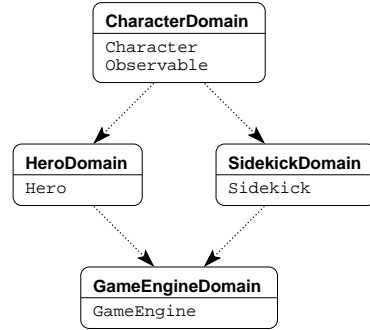 CharacterDomain
Character
Observable
HeroDomain
Hero
SidekickDomain
Sidekick
GameEngineDomain
GameEngine